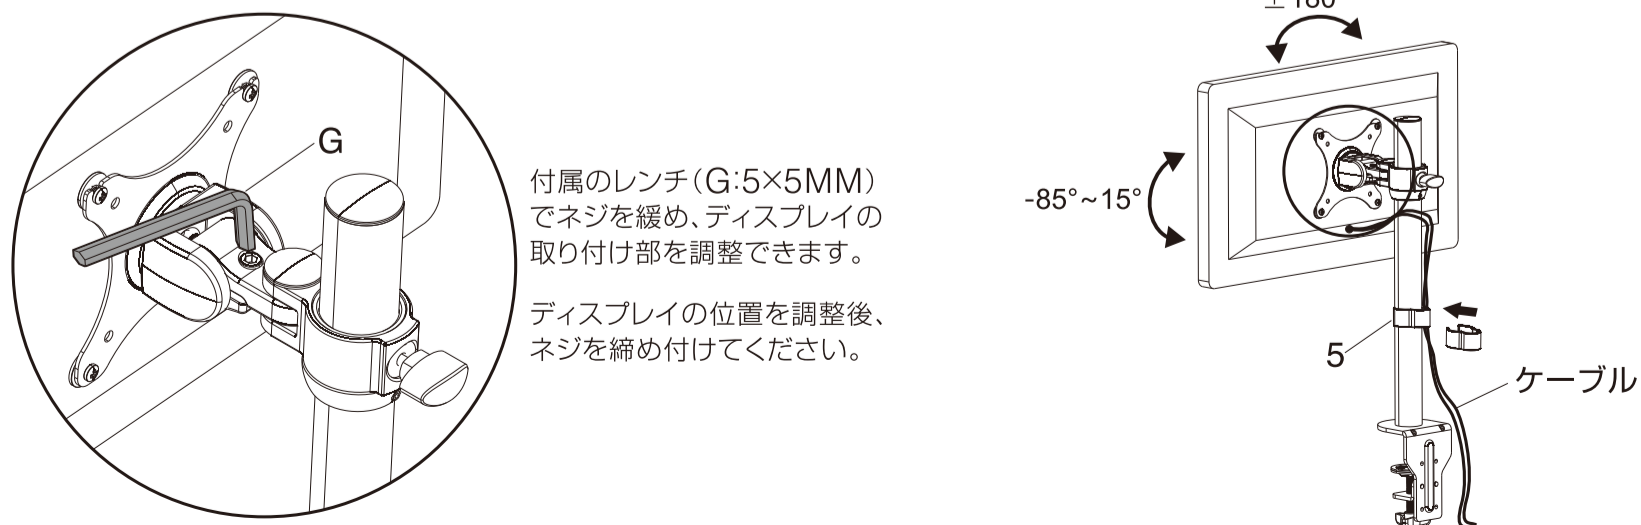 G
付属のレンチ(G:5×5MM)
でネジを緩め、ディスプレイの
取り付け部を調整できます。
ディスプレイの位置を調整後、
ネジを締め付けてください。
±180
-85°~15°
5
ケーブル